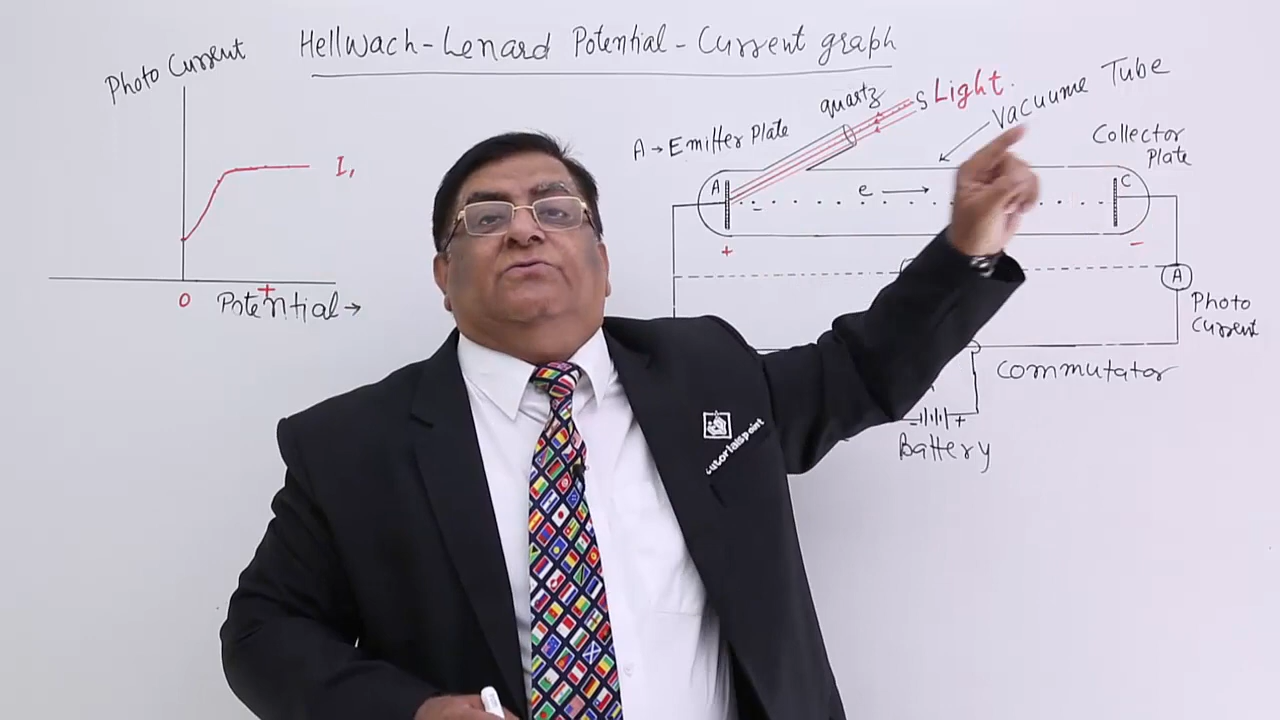 Hellwach-Lenard Potential-Current graph
Photo Current
I,
0
+
Potential →
A → Emitter Plate
quartz
S Light.
Vacuume Tube
Collector
Plate
A
e →
C
-
+
-
A
Photo
Current
Commutator
- +
Battery
tutorialspoint